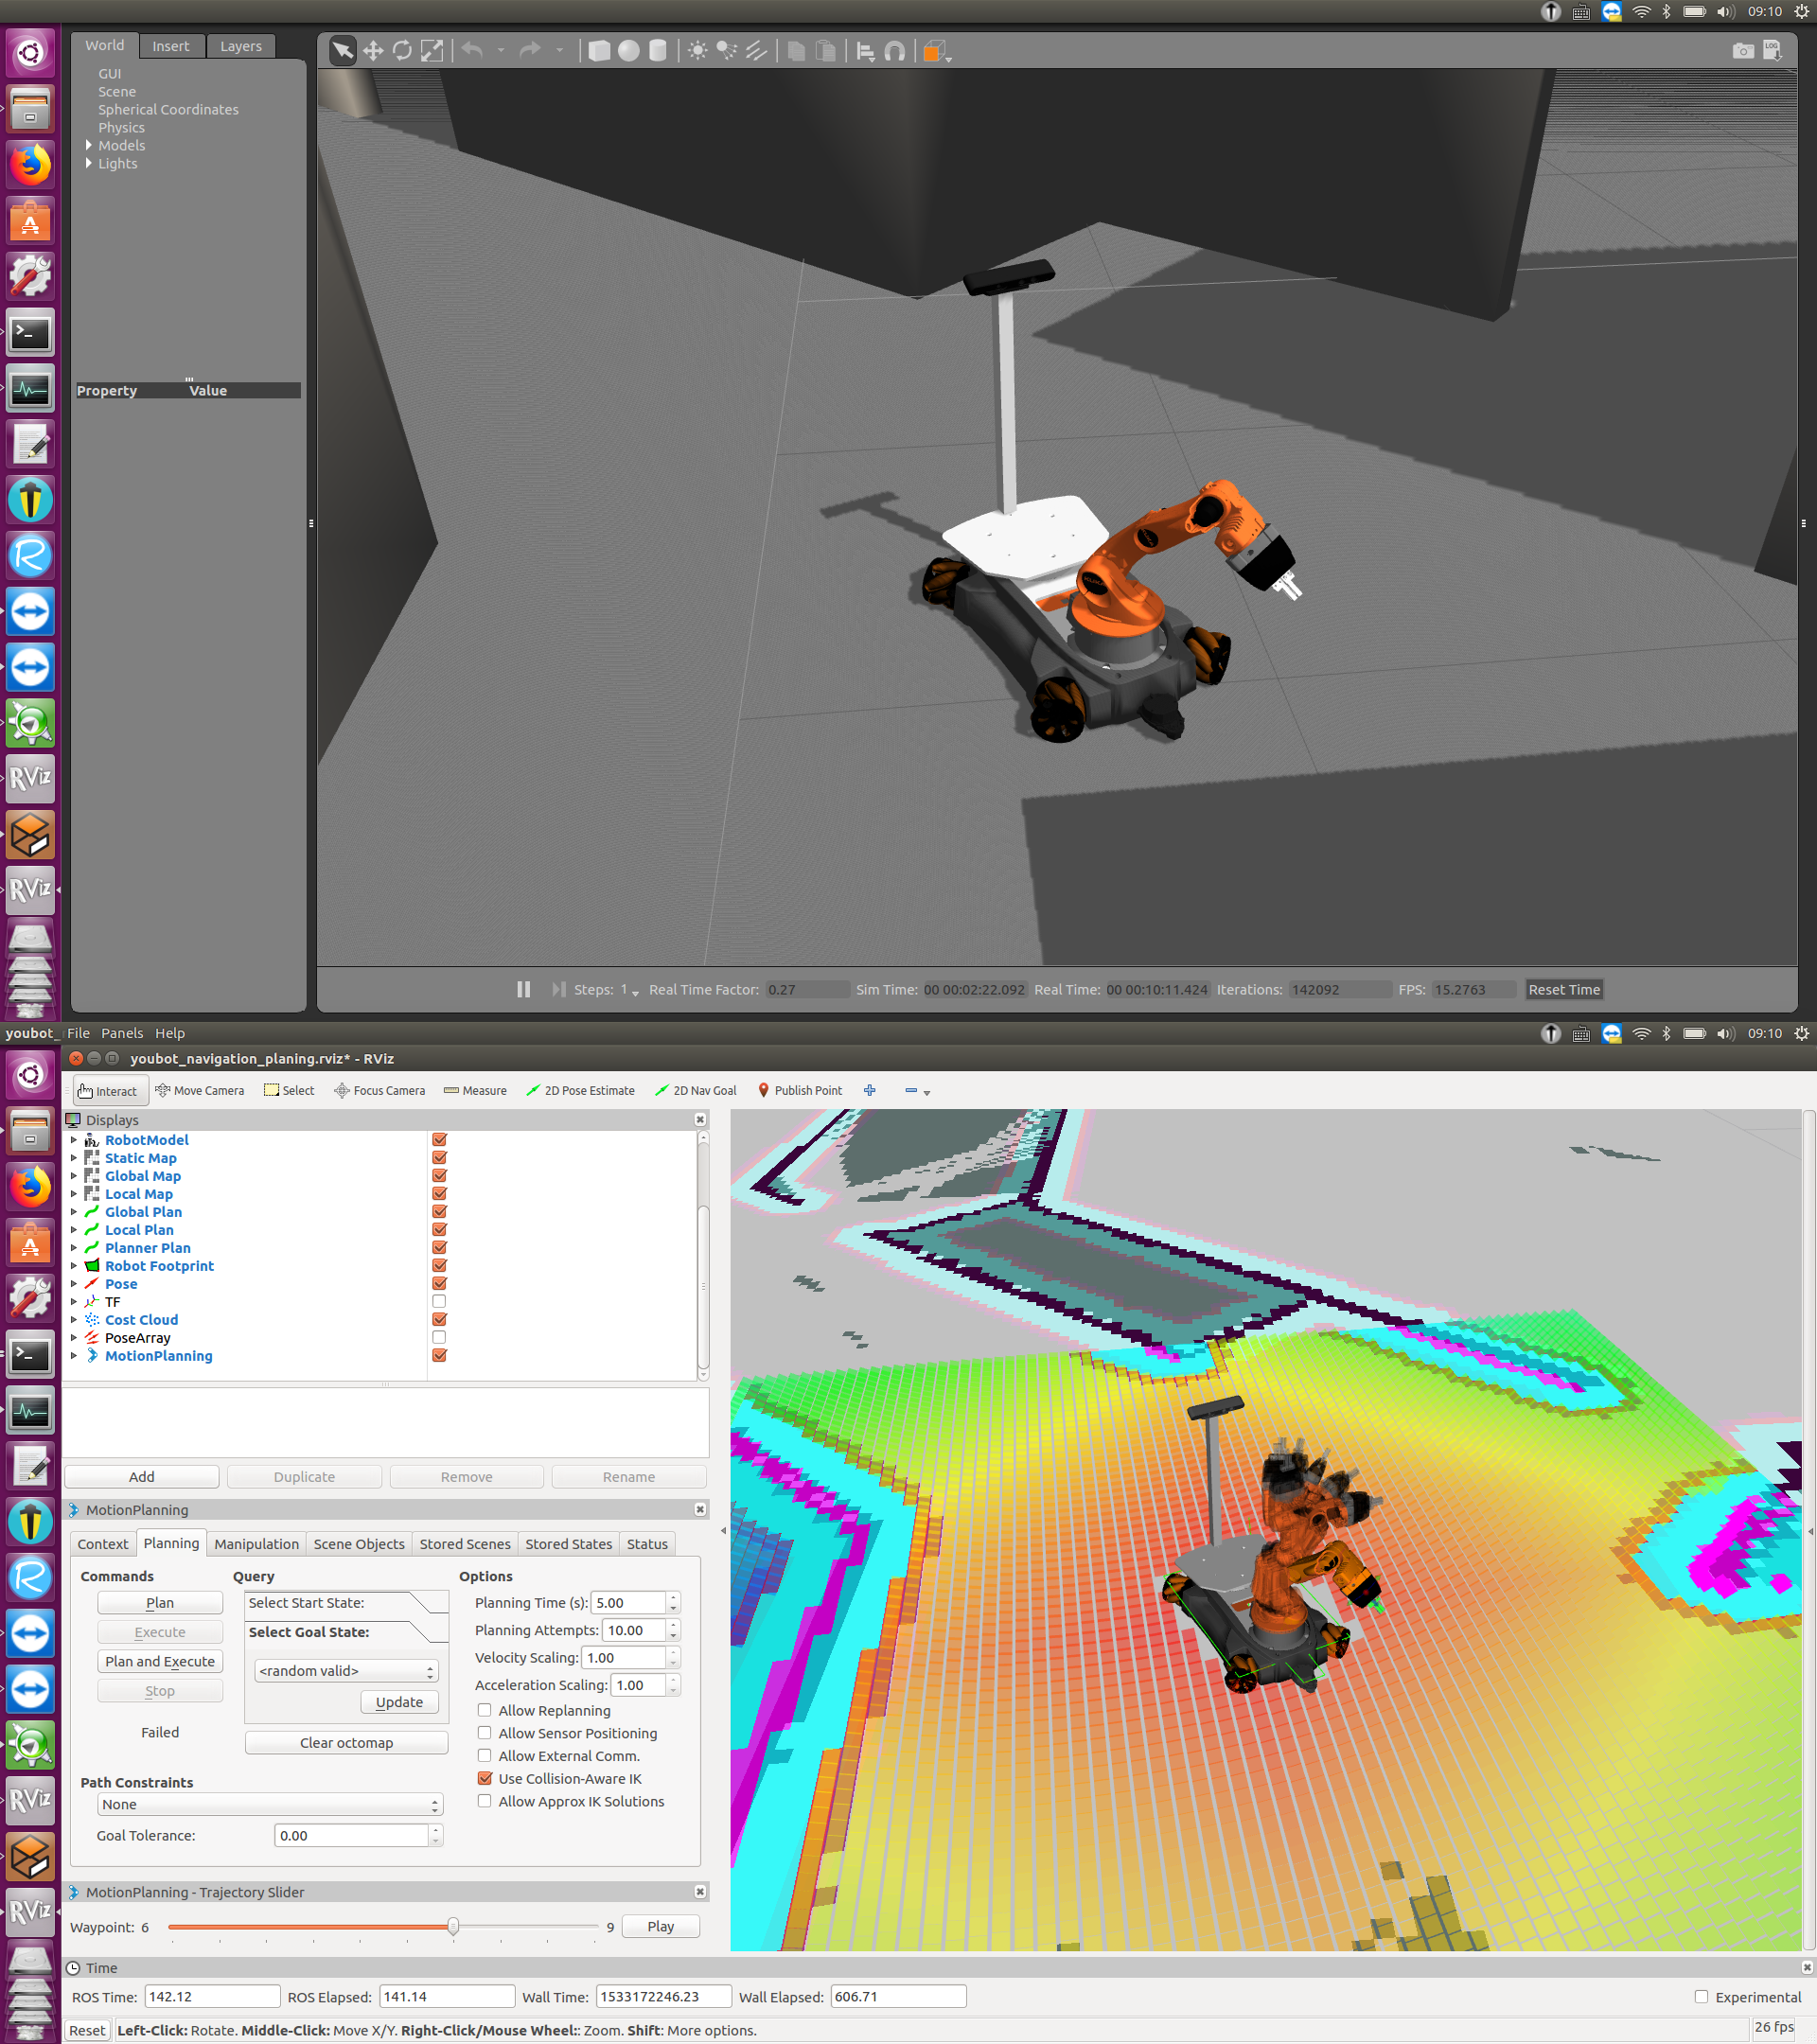 09:10
World Insert Layers
GUI
Scene
Spherical Coordinates
Physics
Models
Lights
Property Value
LOG
KUKA
Steps: 1 Real Time Factor: 0.27 Sim Time: 00 00:02:22.092 Real Time: 00 00:10:11.424 Iterations: 142092 FPS: 15.2763 Reset Time
RViz
RViz
youbot_ File Panels Help 09:10
youbot_navigation_planing.rviz* - RViz
Interact Move Camera Select Focus Camera Measure 2D Pose Estimate 2D Nav Goal Publish Point
Displays
RobotModel
Static Map
Global Map
Local Map
Global Plan
Local Plan
Planner Plan
Robot Footprint
Pose
TF
Cost Cloud
PoseArray
MotionPlanning
Add Duplicate Remove Rename
MotionPlanning
Context Planning Manipulation Scene Objects Stored Scenes Stored States Status
Commands Query Options
Plan Select Start State: Planning Time (s): 5.00
Execute Select Goal State: Planning Attempts: 10.00
Plan and Execute <random valid> Velocity Scaling: 1.00
Stop Update Acceleration Scaling: 1.00
Allow Replanning
Failed Clear octomap Allow Sensor Positioning
Allow External Comm.
Path Constraints Use Collision-Aware IK
None Allow Approx IK Solutions
Goal Tolerance: 0.00
MotionPlanning - Trajectory Slider
Waypoint: 6 9 Play
RViz
RViz
Time
ROS Time: 142.12 ROS Elapsed: 141.14 Wall Time: 1533172246.23 Wall Elapsed: 606.71 Experimental
Reset Left-Click: Rotate. Middle-Click: Move X/Y. Right-Click/Mouse Wheel:: Zoom. Shift: More options. 26 fps